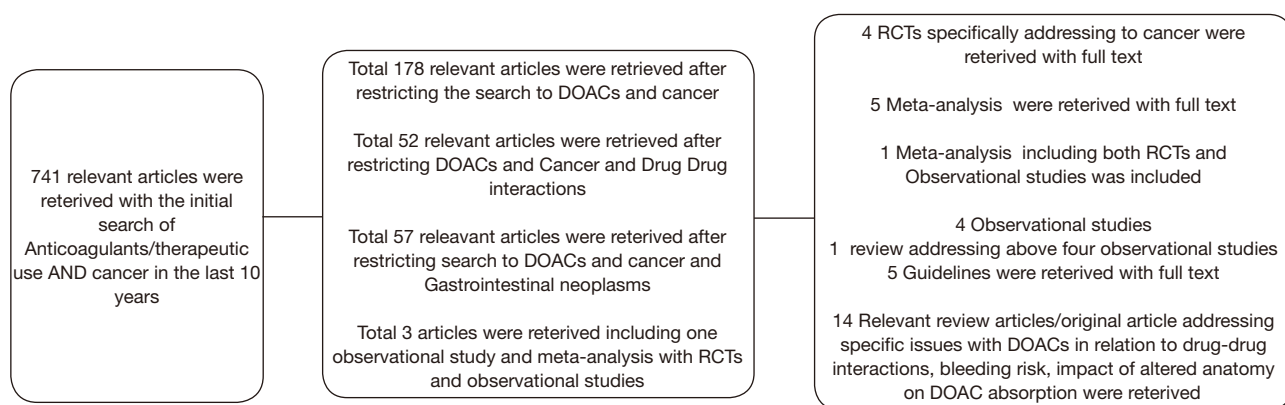 741 relevant articles were
reterived with the initial
search of
Anticoagulants/therapeutic
use AND cancer in the last 10
years
Total 178 relevant articles were retrieved after
restricting the search to DOACs and cancer
Total 52 relevant articles were retrieved after
restricting DOACs and Cancer and Drug Drug
interactions
Total 57 releavant articles were reterived after
restricting search to DOACs and cancer and
Gastrointestinal neoplasms
Total 3 articles were reterived including one
observational study and meta-analysis with RCTs
and observational studies
4 RCTs specifically addressing to cancer were
reterived with full text
5 Meta-analysis were reterived with full text
1 Meta-analysis including both RCTs and
Observational studies was included
4 Observational studies
1 review addressing above four observational studies
5 Guidelines were reterived with full text
14 Relevant review articles/original article addressing
specific issues with DOACs in relation to drug-drug
interactions, bleeding risk, impact of altered anatomy
on DOAC absorption were reterived